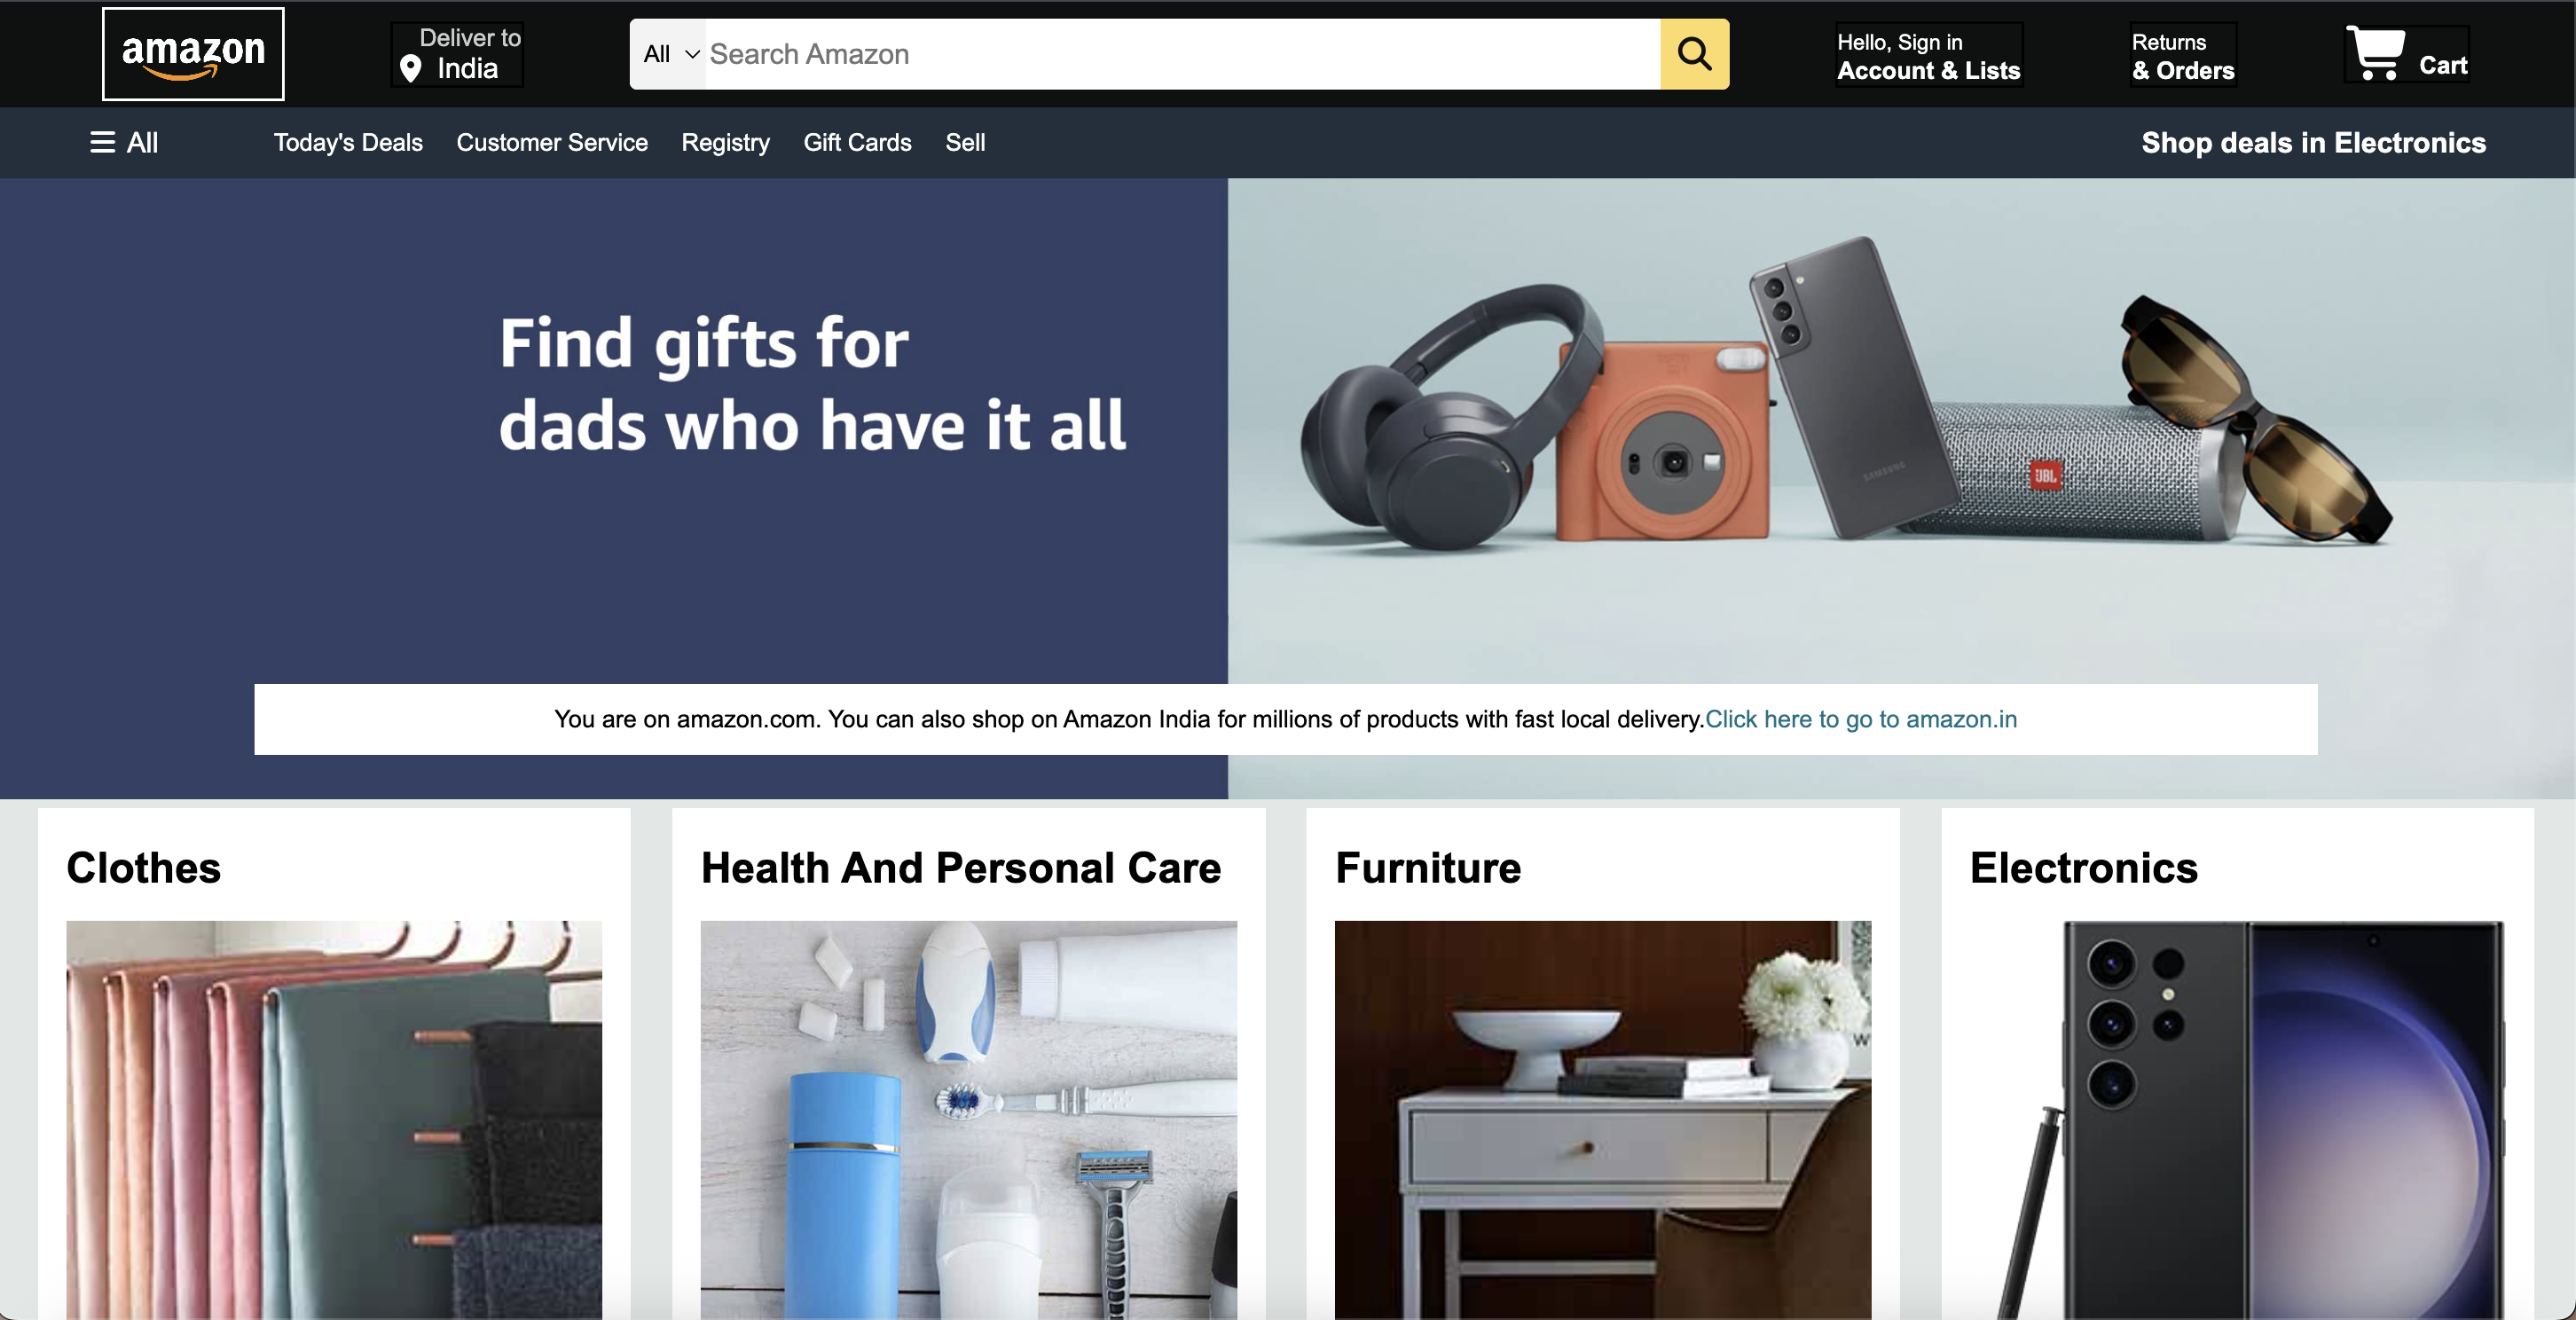 amazon
Deliver to
India
All
Search Amazon
Hello, Sign in
Account & Lists
Returns
& Orders
Cart
All
Today's Deals
Customer Service
Registry
Gift Cards
Sell
Shop deals in Electronics
Find gifts for
dads who have it all
SAMSUNG
JBL
You are on amazon.com. You can also shop on Amazon India for millions of products with fast local delivery.Click here to go to amazon.in
Clothes
Health And Personal Care
Furniture
Electronics
W